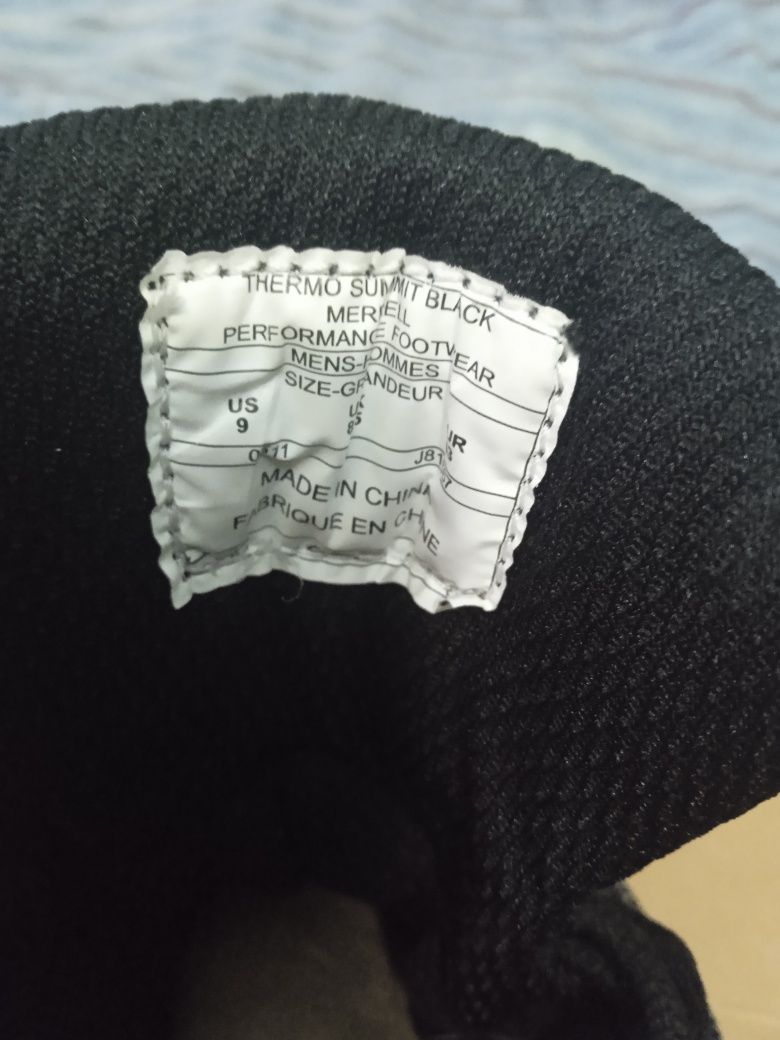 THERMO SUMMIT BLACK
MERRELL
PERFORMANCE FOOTWEAR
MENS-HOMMES
SIZE-GRANDEUR
US
9
MADE IN CHINA
FABRIQUE EN CHINE